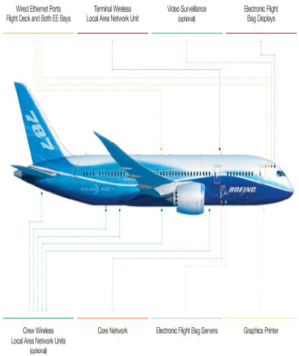 Wired Ethernet Ports
Flight Deck and Both EE Bays
Terminal Wireless
Local Area Network Unit
Video Surveillance
(optional)
Electronic Flight
Bag Displays
787
BOEING
Crew Wireless
Local Area Network Units
(optional)
Core Network
Electronic Flight Bag Servers
Graphics Printer